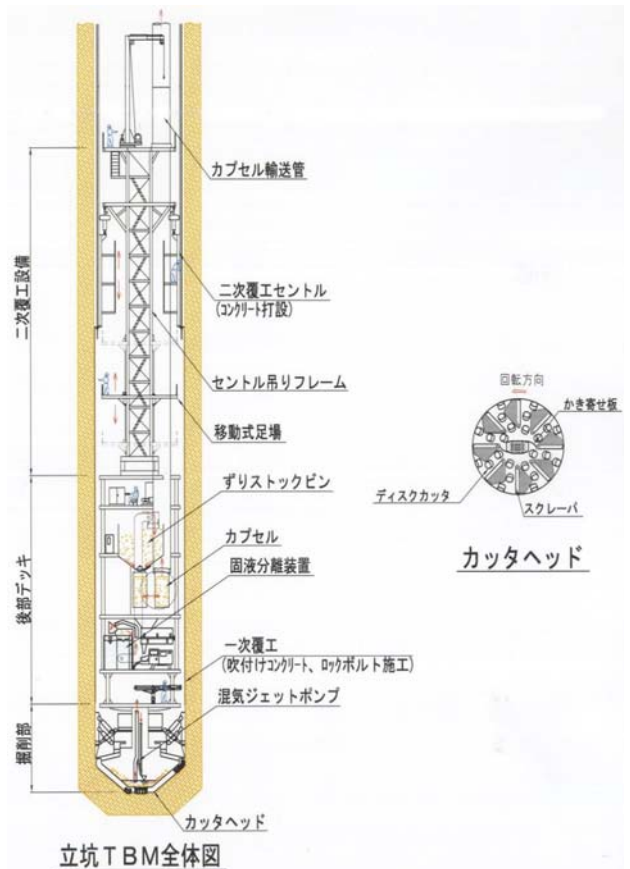 カプセル輸送管
二次覆工セントル
(コンクリート打設)
セントル吊りフレーム
移動式足場
ずりストックビン
カプセル
固液分離装置
一次覆工
(吹付けコンクリート、ロックボルト施工)
混気ジェットポンプ
カッタヘッド
二次覆工設備
後部デッキ
掘削部
立坑TBM全体図
回転方向
かき寄せ板
ディスクカッタ
スクレーパ
カッタヘッド